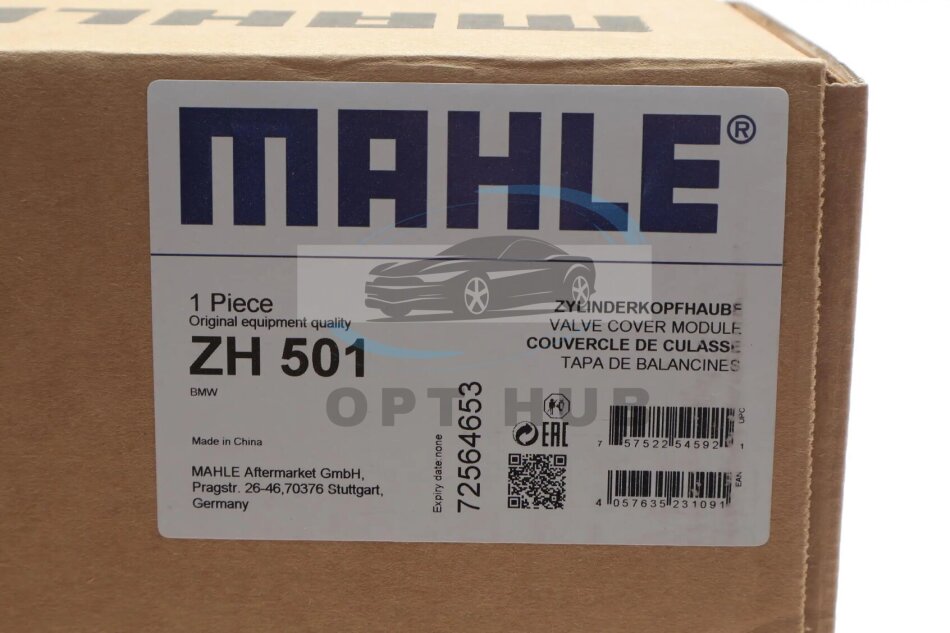 MAHLE
MAHLE®
1 Piece
Original equipment quality
ZH 501
BMW
ZYLINDERKOPFHAUBE
VALVE COVER MODULE
COUVERCLE DE CULASSE
TAPA DE BALANCINES
OPT HUB
Made in China
MAHLE Aftermarket GmbH,
Pragstr. 26-46,70376 Stuttgart,
Germany
Expiry date:none
72564653
EAC
UPC
7 57522 54592 1
EAN
4 057635 231091